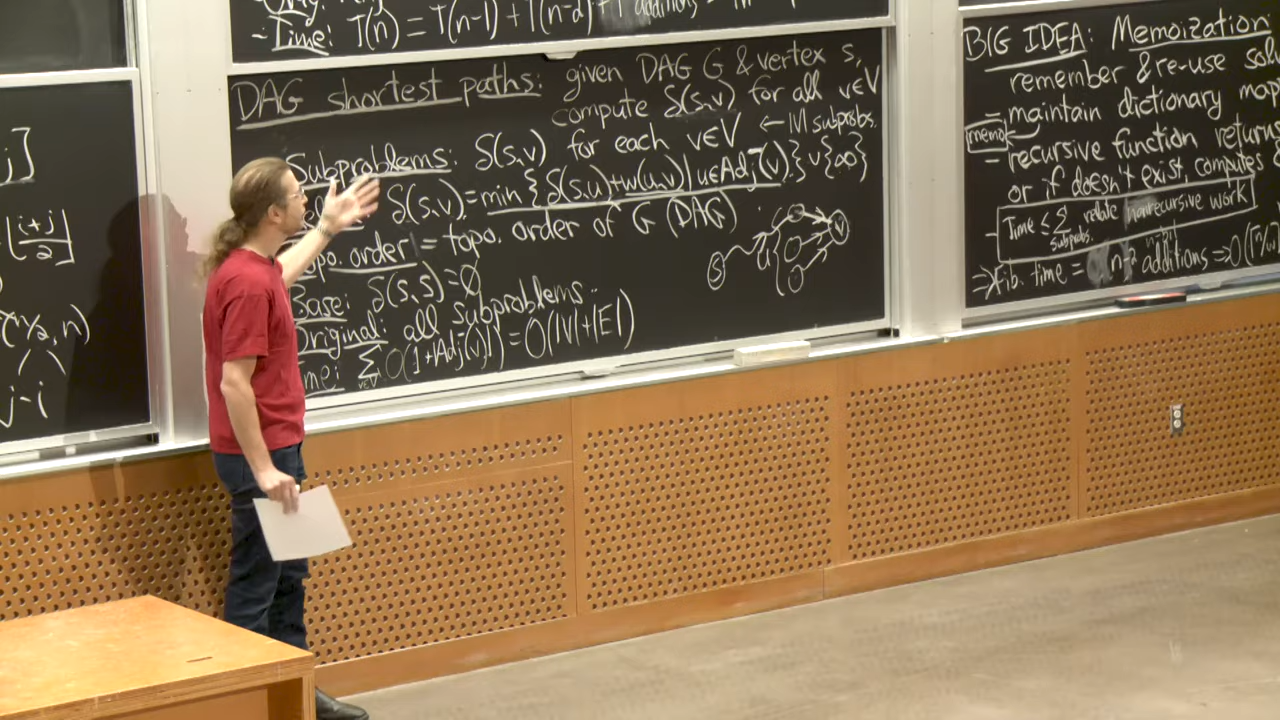 j]
⌊(i+j)/2⌋
(n/2, n)
j-i
Time: T(n) = T(n-1) + T(n-2) + 1 additions
DAG shortest paths: given DAG G & vertex s,
compute δ(s,v) for all v∈V
Subproblems: δ(s,v) for each v∈V ← |V| subprobs.
δ(s,v) = min {δ(s,u)+w(u,v) | u∈Adj⁻(v)} ∪ {∞}
topo. order = topo. order of G (DAG)
Base: δ(s,s)=0
Original: all subproblems
Time: Σ v∈V O(1+|Adj⁻(v)|) = O(|V|+|E|)
s
u
v
BIG IDEA: Memoization
remember & re-use
- maintain dictionary
memo
- recursive function returns
or if doesn't exist, computes
- Time ≤ Σ subprobs. relate nonrecursive work
⇒ Fib. time = additions ⇒ O(⌈n/w⌉